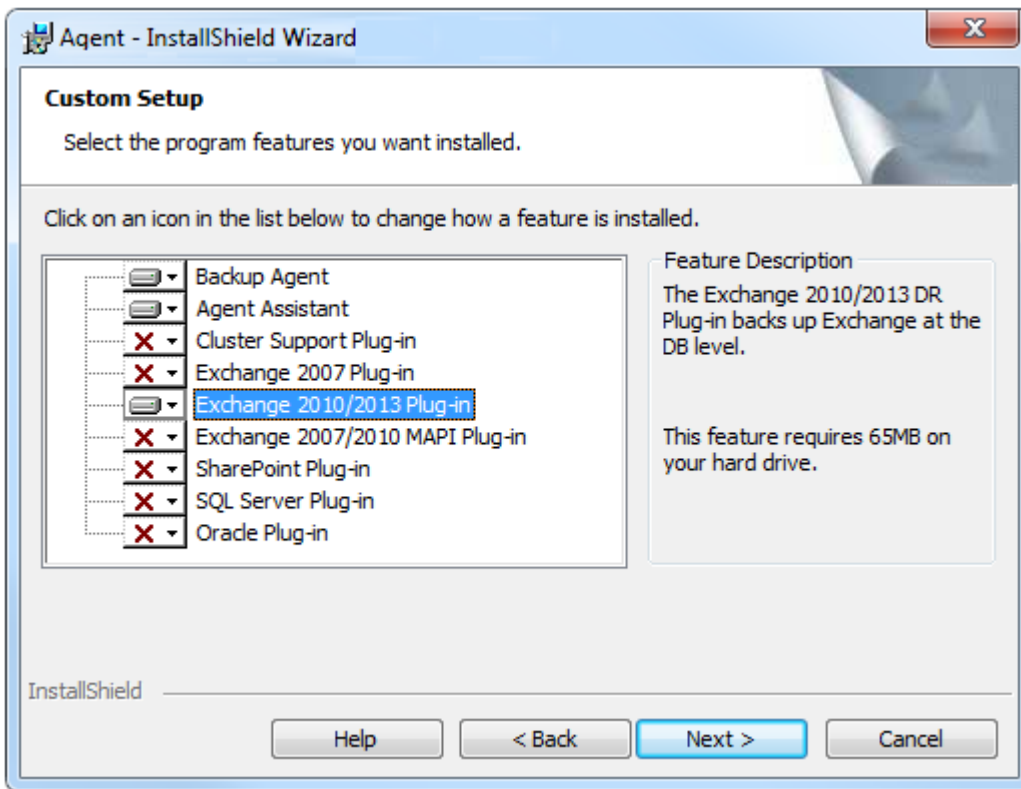 Agent - InstallShield Wizard
Custom Setup
Select the program features you want installed.
Click on an icon in the list below to change how a feature is installed.
Backup Agent
Agent Assistant
Cluster Support Plug-in
Exchange 2007 Plug-in
Exchange 2010/2013 Plug-in
Exchange 2007/2010 MAPI Plug-in
SharePoint Plug-in
SQL Server Plug-in
Oracle Plug-in
Feature Description
The Exchange 2010/2013 DR
Plug-in backs up Exchange at the
DB level.
This feature requires 65MB on
your hard drive.
InstallShield
Help
< Back
Next >
Cancel